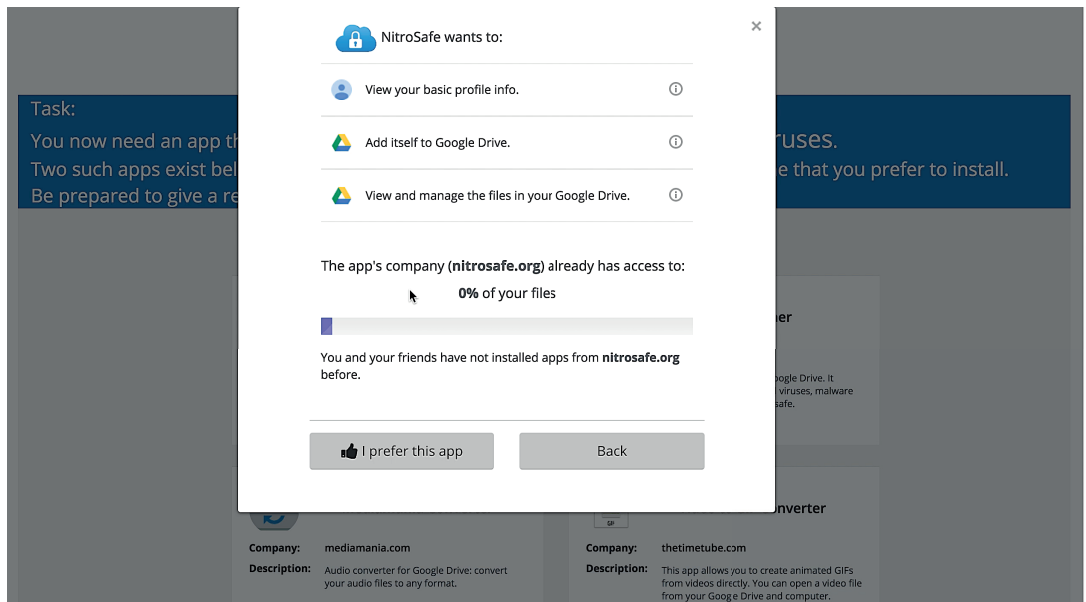 NitroSafe wants to:
View your basic profile info.
Add itself to Google Drive.
View and manage the files in your Google Drive.
The app's company (nitrosafe.org) already has access to:
0% of your files
You and your friends have not installed apps from nitrosafe.org
before.
I prefer this app
Back
Task:
You now need an app th ruses.
Two such apps exist bel e that you prefer to install.
Be prepared to give a re
er
oogle Drive. It
viruses, malware
safe.
Company: mediamania.com
Description: Audio converter for Google Drive: convert
your audio files to any format.
nverter
GIF
Company: thetimetube.com
Description: This app allows you to create animated GIFs
from videos directly. You can open a video file
from your Google Drive and computer.